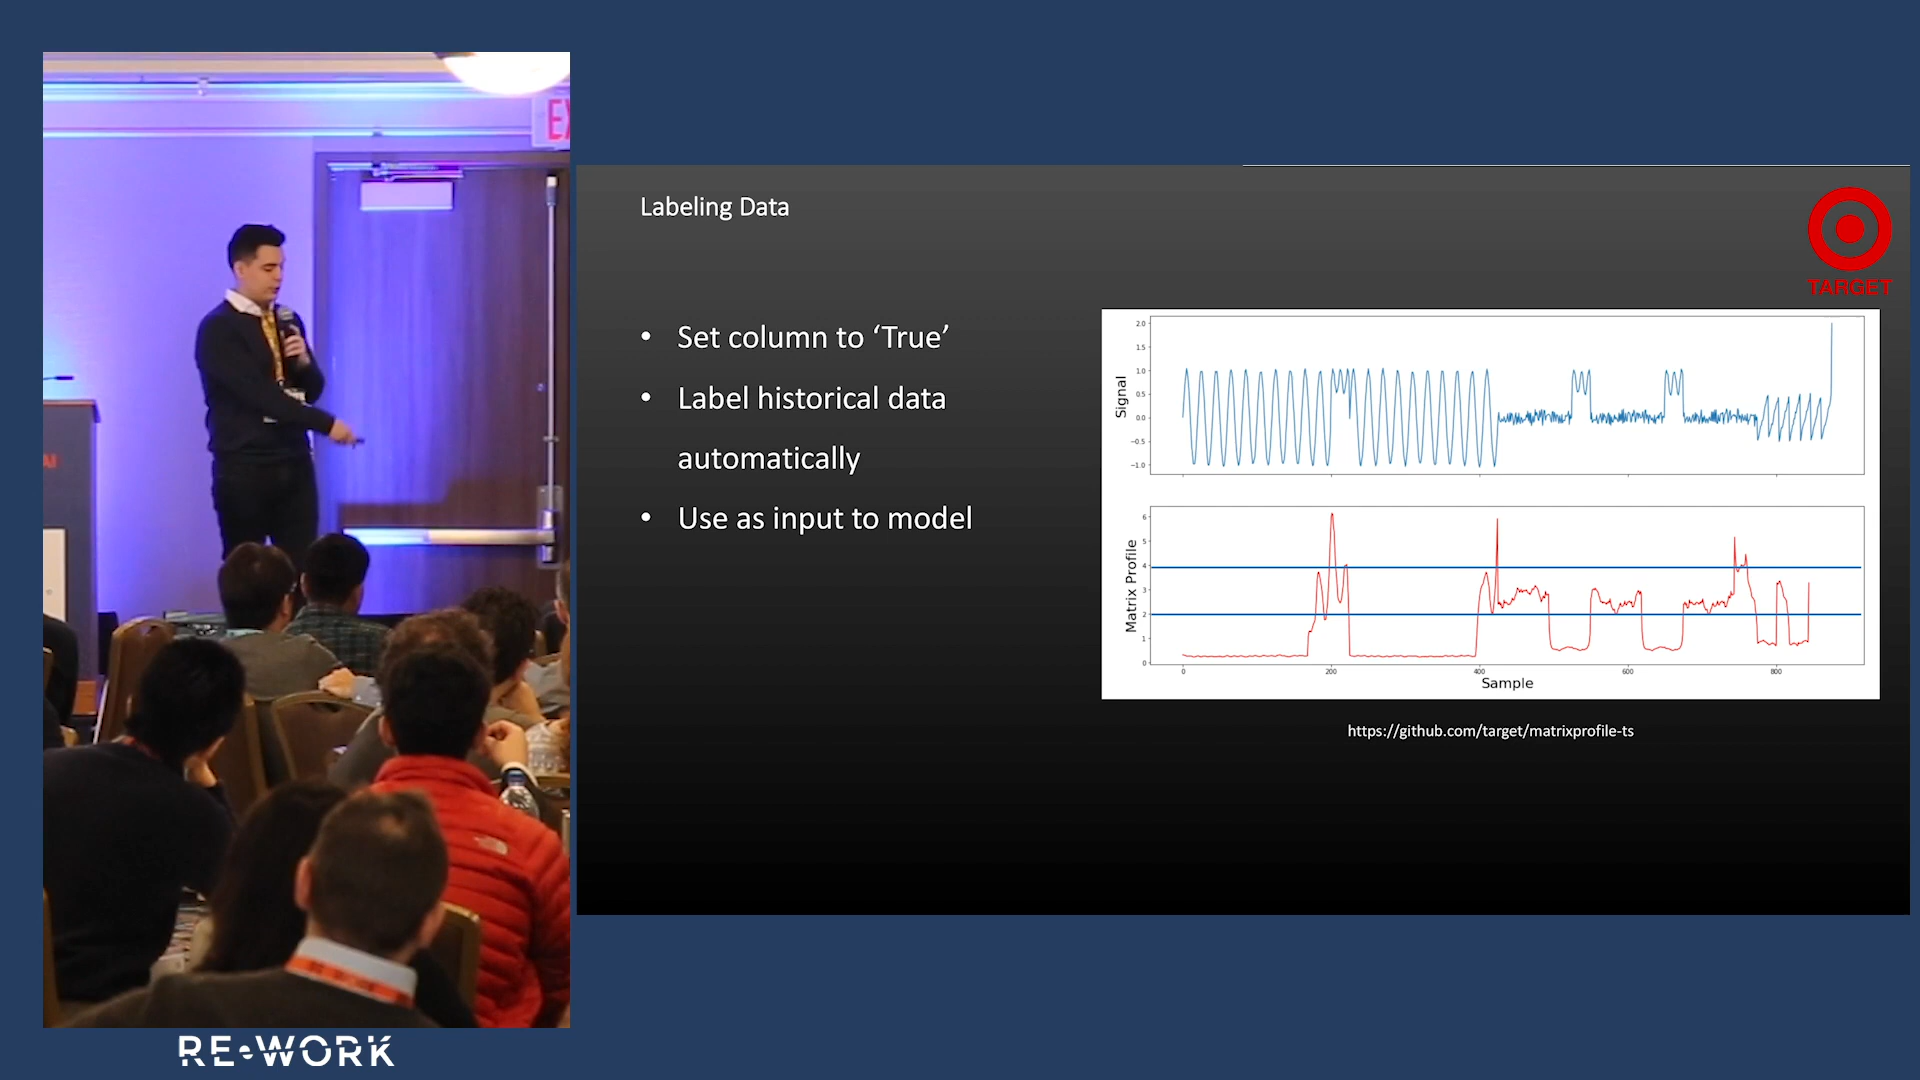 EX
Labeling Data
TARGET
• Set column to ‘True’
• Label historical data
automatically
• Use as input to model
Signal
2.0
1.5
1.0
0.5
0.0
−0.5
−1.0
Matrix Profile
6
5
4
3
2
1
0
0 200 400 600 800
Sample
https://github.com/target/matrixprofile-ts
RE•WORK